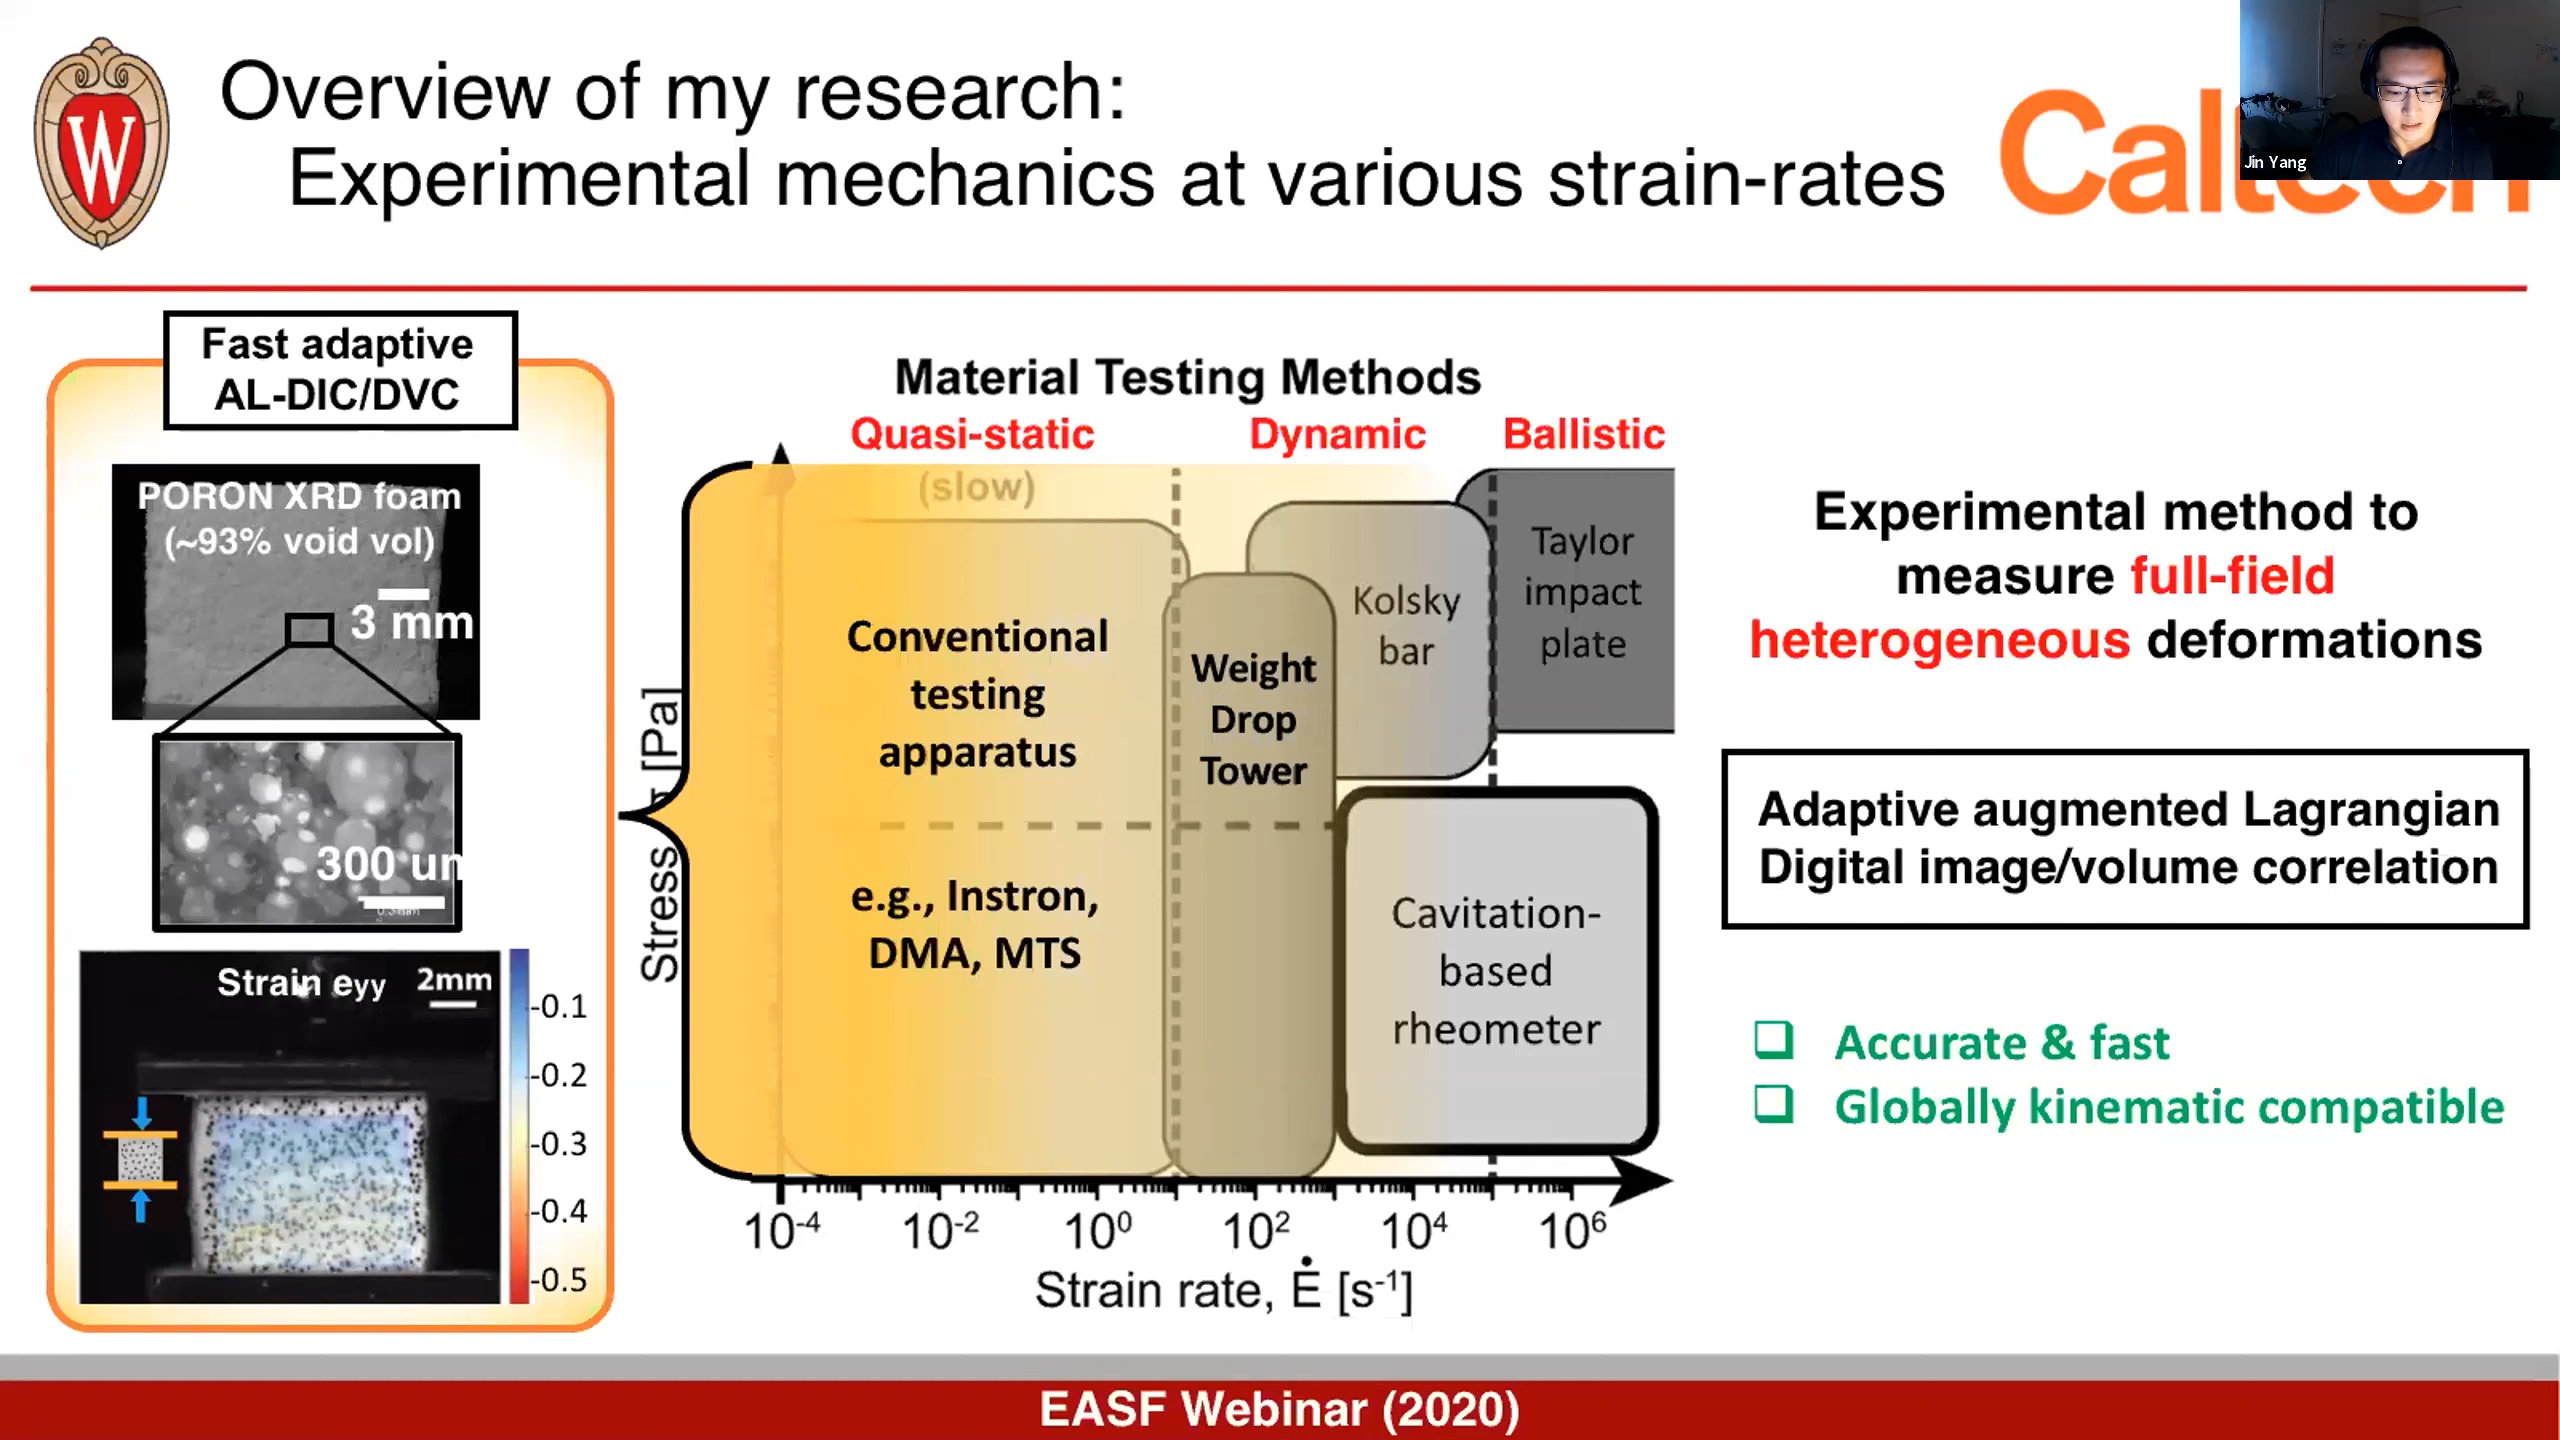 W
Overview of my research:
Experimental mechanics at various strain-rates
Jin Yang
Fast adaptive
AL-DIC/DVC
PORON XRD foam
(~93% void vol)
3 mm
300 um
Strain eyy
2mm
-0.1
-0.2
-0.3
-0.4
-0.5
Material Testing Methods
Quasi-static
Dynamic
Ballistic
(slow)
Stress
[Pa]
Conventional
testing
apparatus
e.g., Instron,
DMA, MTS
Weight
Drop
Tower
Kolsky
bar
Taylor
impact
plate
Cavitation-
based
rheometer
10⁻⁴
10⁻²
10⁰
10²
10⁴
10⁶
Strain rate, Ė [s⁻¹]
Experimental method to
measure full-field
heterogeneous deformations
Adaptive augmented Lagrangian
Digital image/volume correlation
❑ Accurate & fast
❑ Globally kinematic compatible
EASF Webinar (2020)